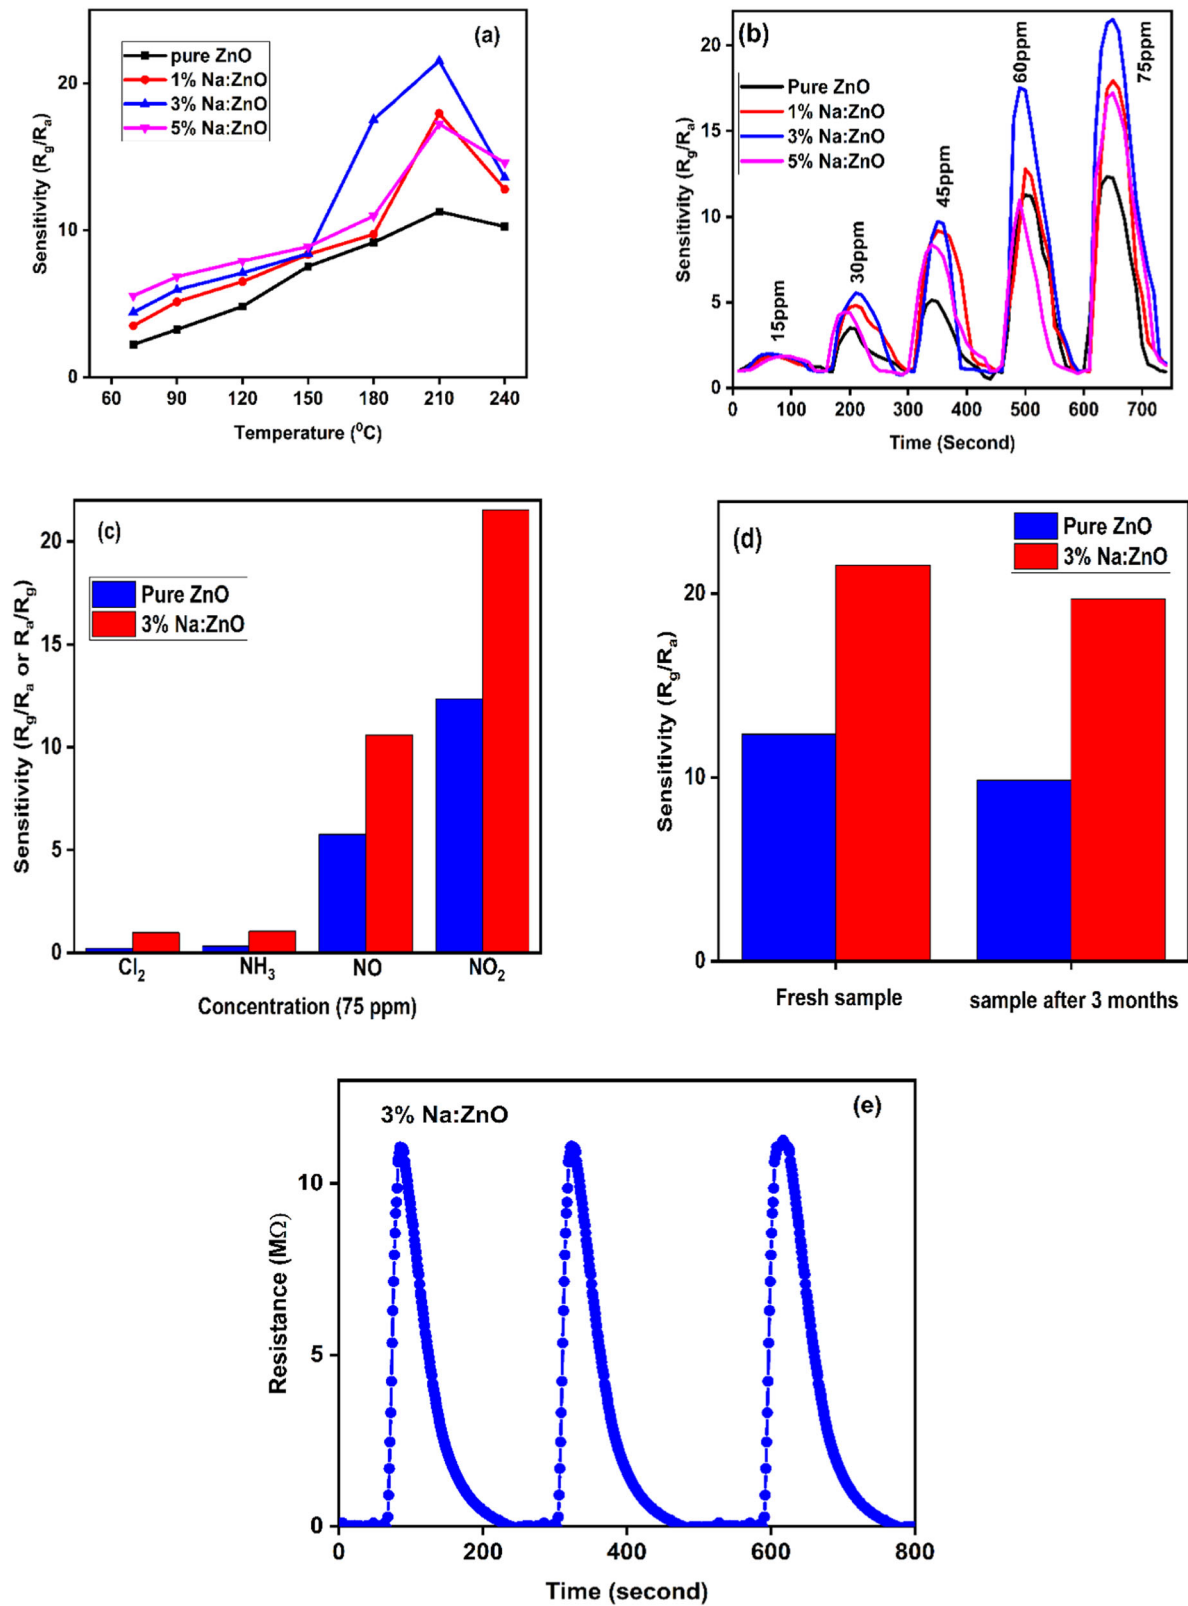 (a)
pure ZnO
1% Na:ZnO
3% Na:ZnO
5% Na:ZnO
Sensitivity (Rg/Ra)
20
10
0
60 90 120 150 180 210 240
Temperature (⁰C)
(b)
Pure ZnO
1% Na:ZnO
3% Na:ZnO
5% Na:ZnO
15ppm
30ppm
45ppm
60ppm
75ppm
Sensitivity (Rg/Ra)
20
15
10
5
0
0 100 200 300 400 500 600 700
Time (Second)
(c)
Pure ZnO
3% Na:ZnO
Sensitivity (Rg/Ra or Ra/Rg)
20
15
10
5
0
Cl₂ NH₃ NO NO₂
Concentration (75 ppm)
(d)
Pure ZnO
3% Na:ZnO
Sensitivity (Rg/Ra)
20
10
0
Fresh sample sample after 3 months
3% Na:ZnO
(e)
Resistance (MΩ)
10
5
0
0 200 400 600 800
Time (second)